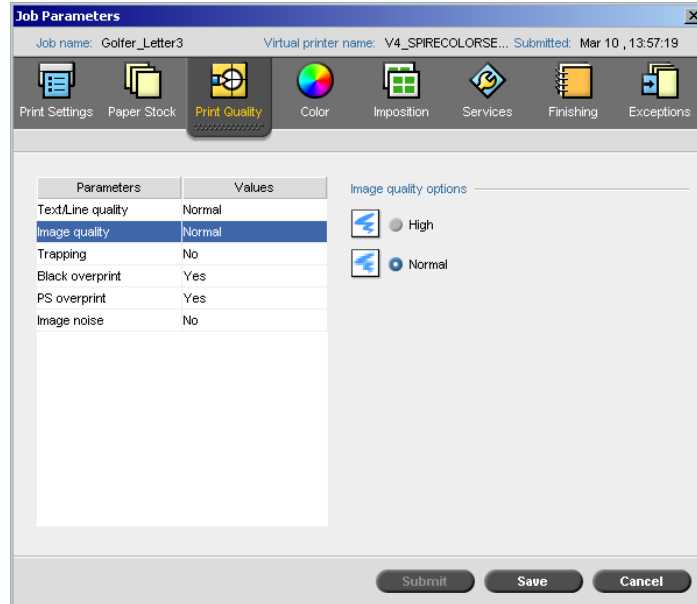 Job Parameters
Job name: Golfer_Letter3 Virtual printer name: V4_SPIRECOLORSE... Submitted: Mar 10 , 13:57:19
Print Settings Paper Stock Print Quality Color Imposition Services Finishing Exceptions
Parameters Values
Text/Line quality Normal
Image quality Normal
Trapping No
Black overprint Yes
PS overprint Yes
Image noise No
Image quality options
High
Normal
Submit Save Cancel